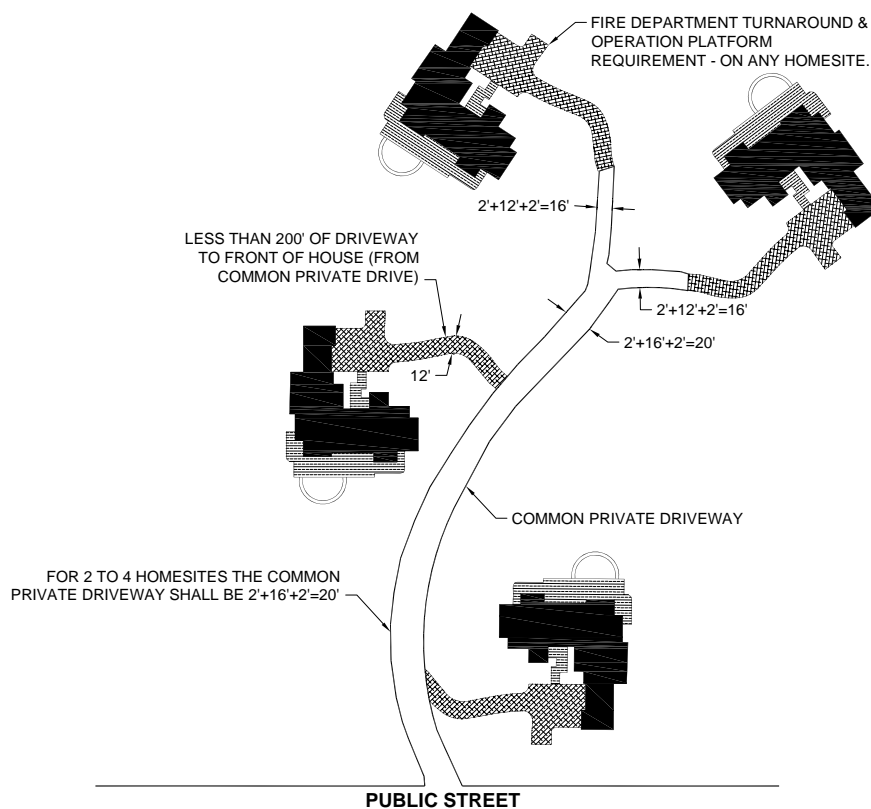 FIRE DEPARTMENT TURNAROUND &
OPERATION PLATFORM
REQUIREMENT - ON ANY HOMESITE.
2'+12'+2'=16'
LESS THAN 200' OF DRIVEWAY
TO FRONT OF HOUSE (FROM
COMMON PRIVATE DRIVE)
2'+12'+2'=16'
2'+16'+2'=20'
12'
COMMON PRIVATE DRIVEWAY
FOR 2 TO 4 HOMESITES THE COMMON
PRIVATE DRIVEWAY SHALL BE 2'+16'+2'=20'
PUBLIC STREET